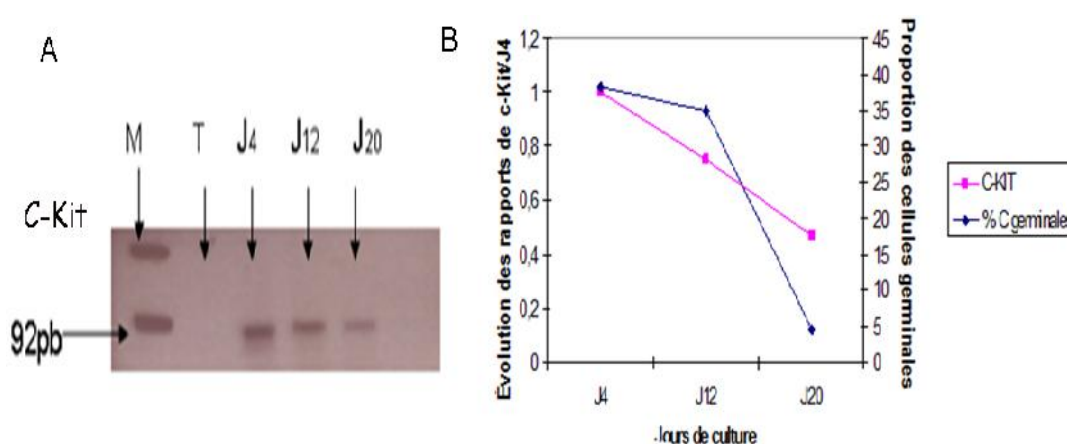 A
M T J4 J12 J20
C-Kit
92pb
B
Évolution des rapports de c-Kit/J4
1,2
1
0,8
0,6
0,4
0,2
0
45
40
35
30
25
20
15
10
5
0
Proportion des cellules germinales
J4 J12 J20
Jours de culture
C-KIT
% C germinale